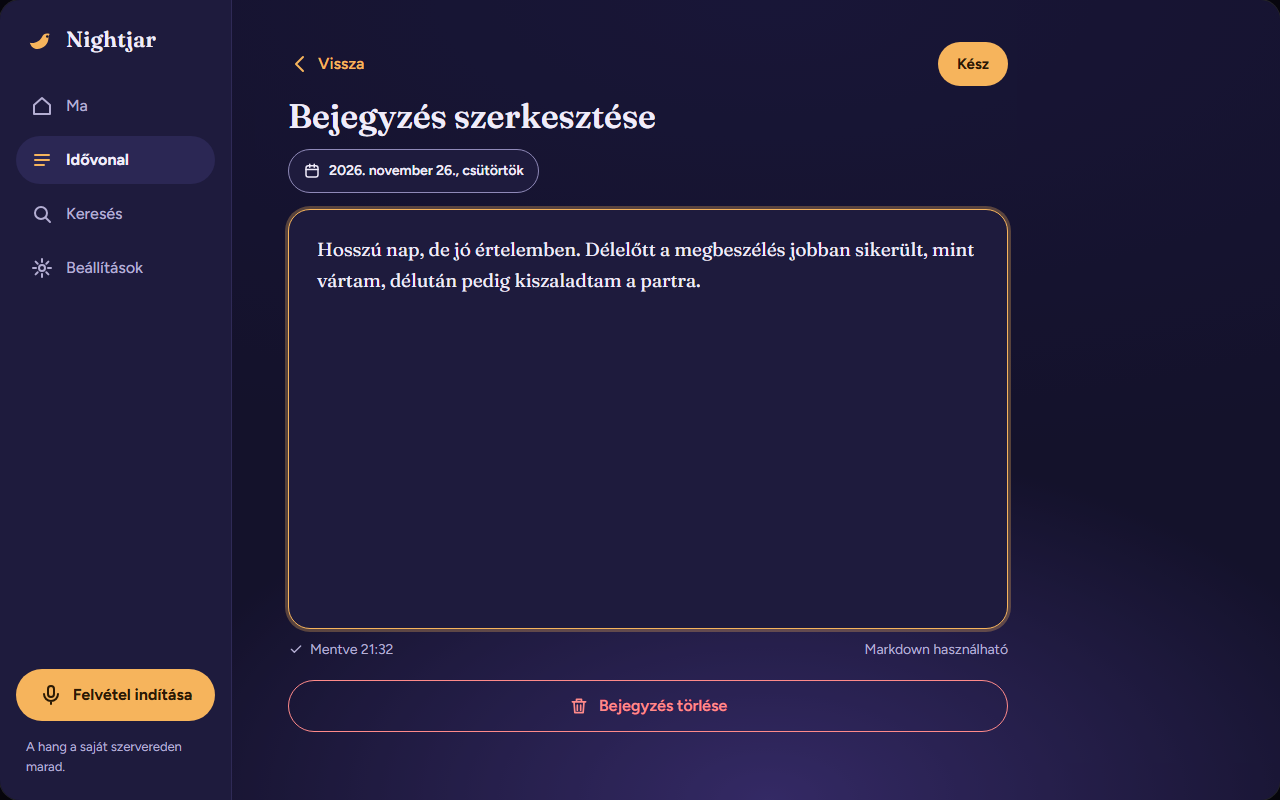 Nightjar
Ma
Idővonal
Keresés
Beállítások
Felvétel indítása
A hang a saját szervereden
marad.
Vissza
Kész
Bejegyzés szerkesztése
2026. november 26., csütörtök
Hosszú nap, de jó értelemben. Délelőtt a megbeszélés jobban sikerült, mint
vártam, délután pedig kiszaladtam a partra.
Mentve 21:32
Markdown használható
Bejegyzés törlése